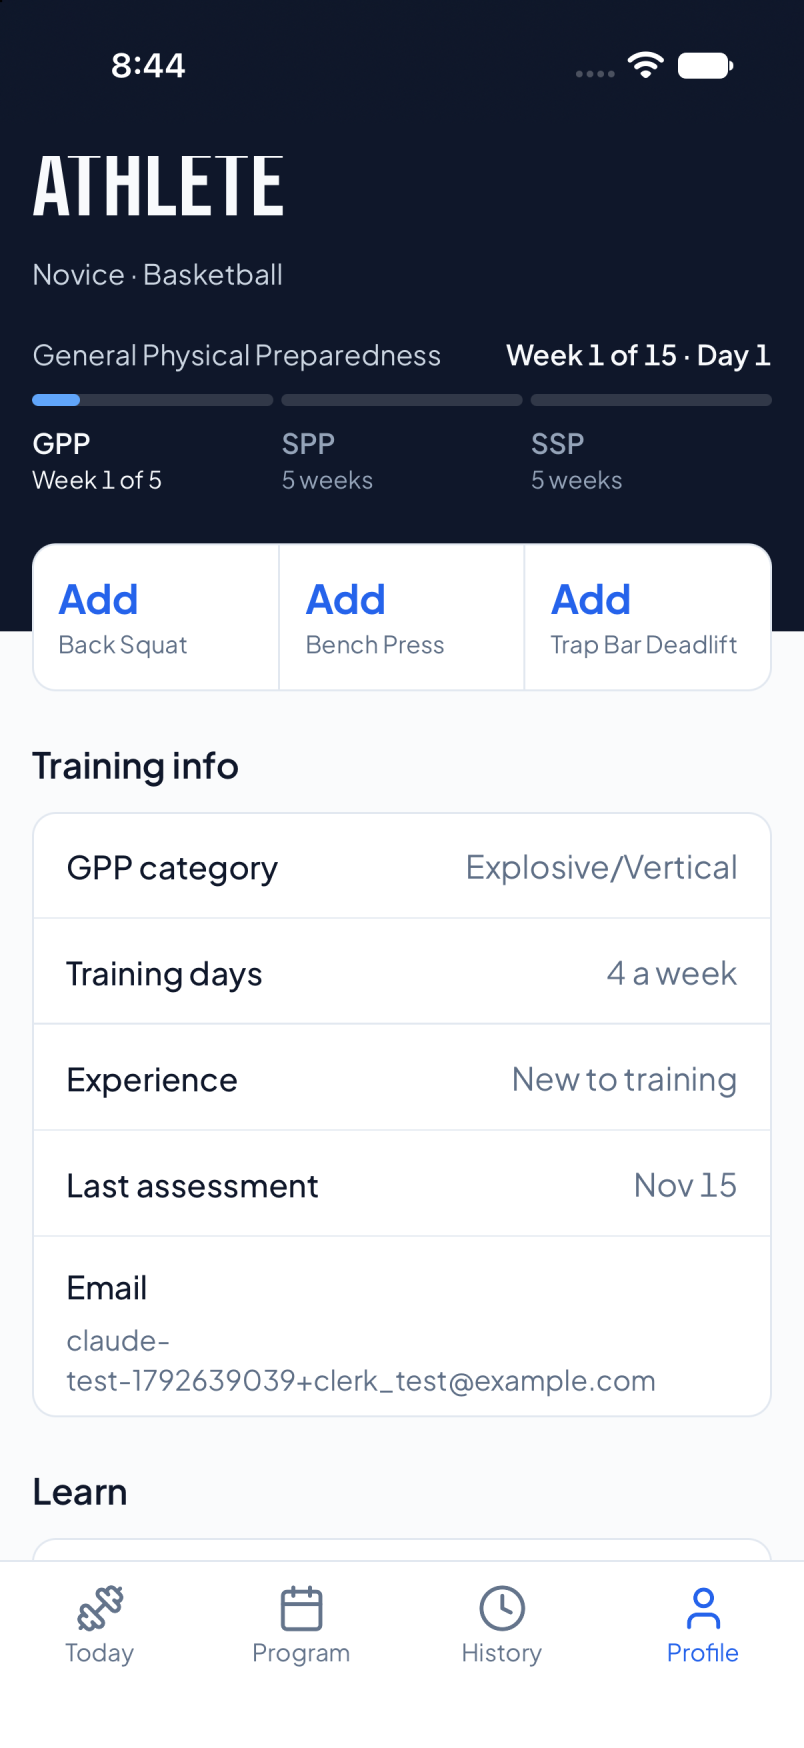 8:44
ATHLETE
Novice · Basketball
General Physical Preparedness
Week 1 of 15 · Day 1
GPP
Week 1 of 5
SPP
5 weeks
SSP
5 weeks
Add
Back Squat
Add
Bench Press
Add
Trap Bar Deadlift
Training info
GPP category
Explosive/Vertical
Training days
4 a week
Experience
New to training
Last assessment
Nov 15
Email
claude-
test-1792639039+clerk_test@example.com
Learn
Today
Program
History
Profile